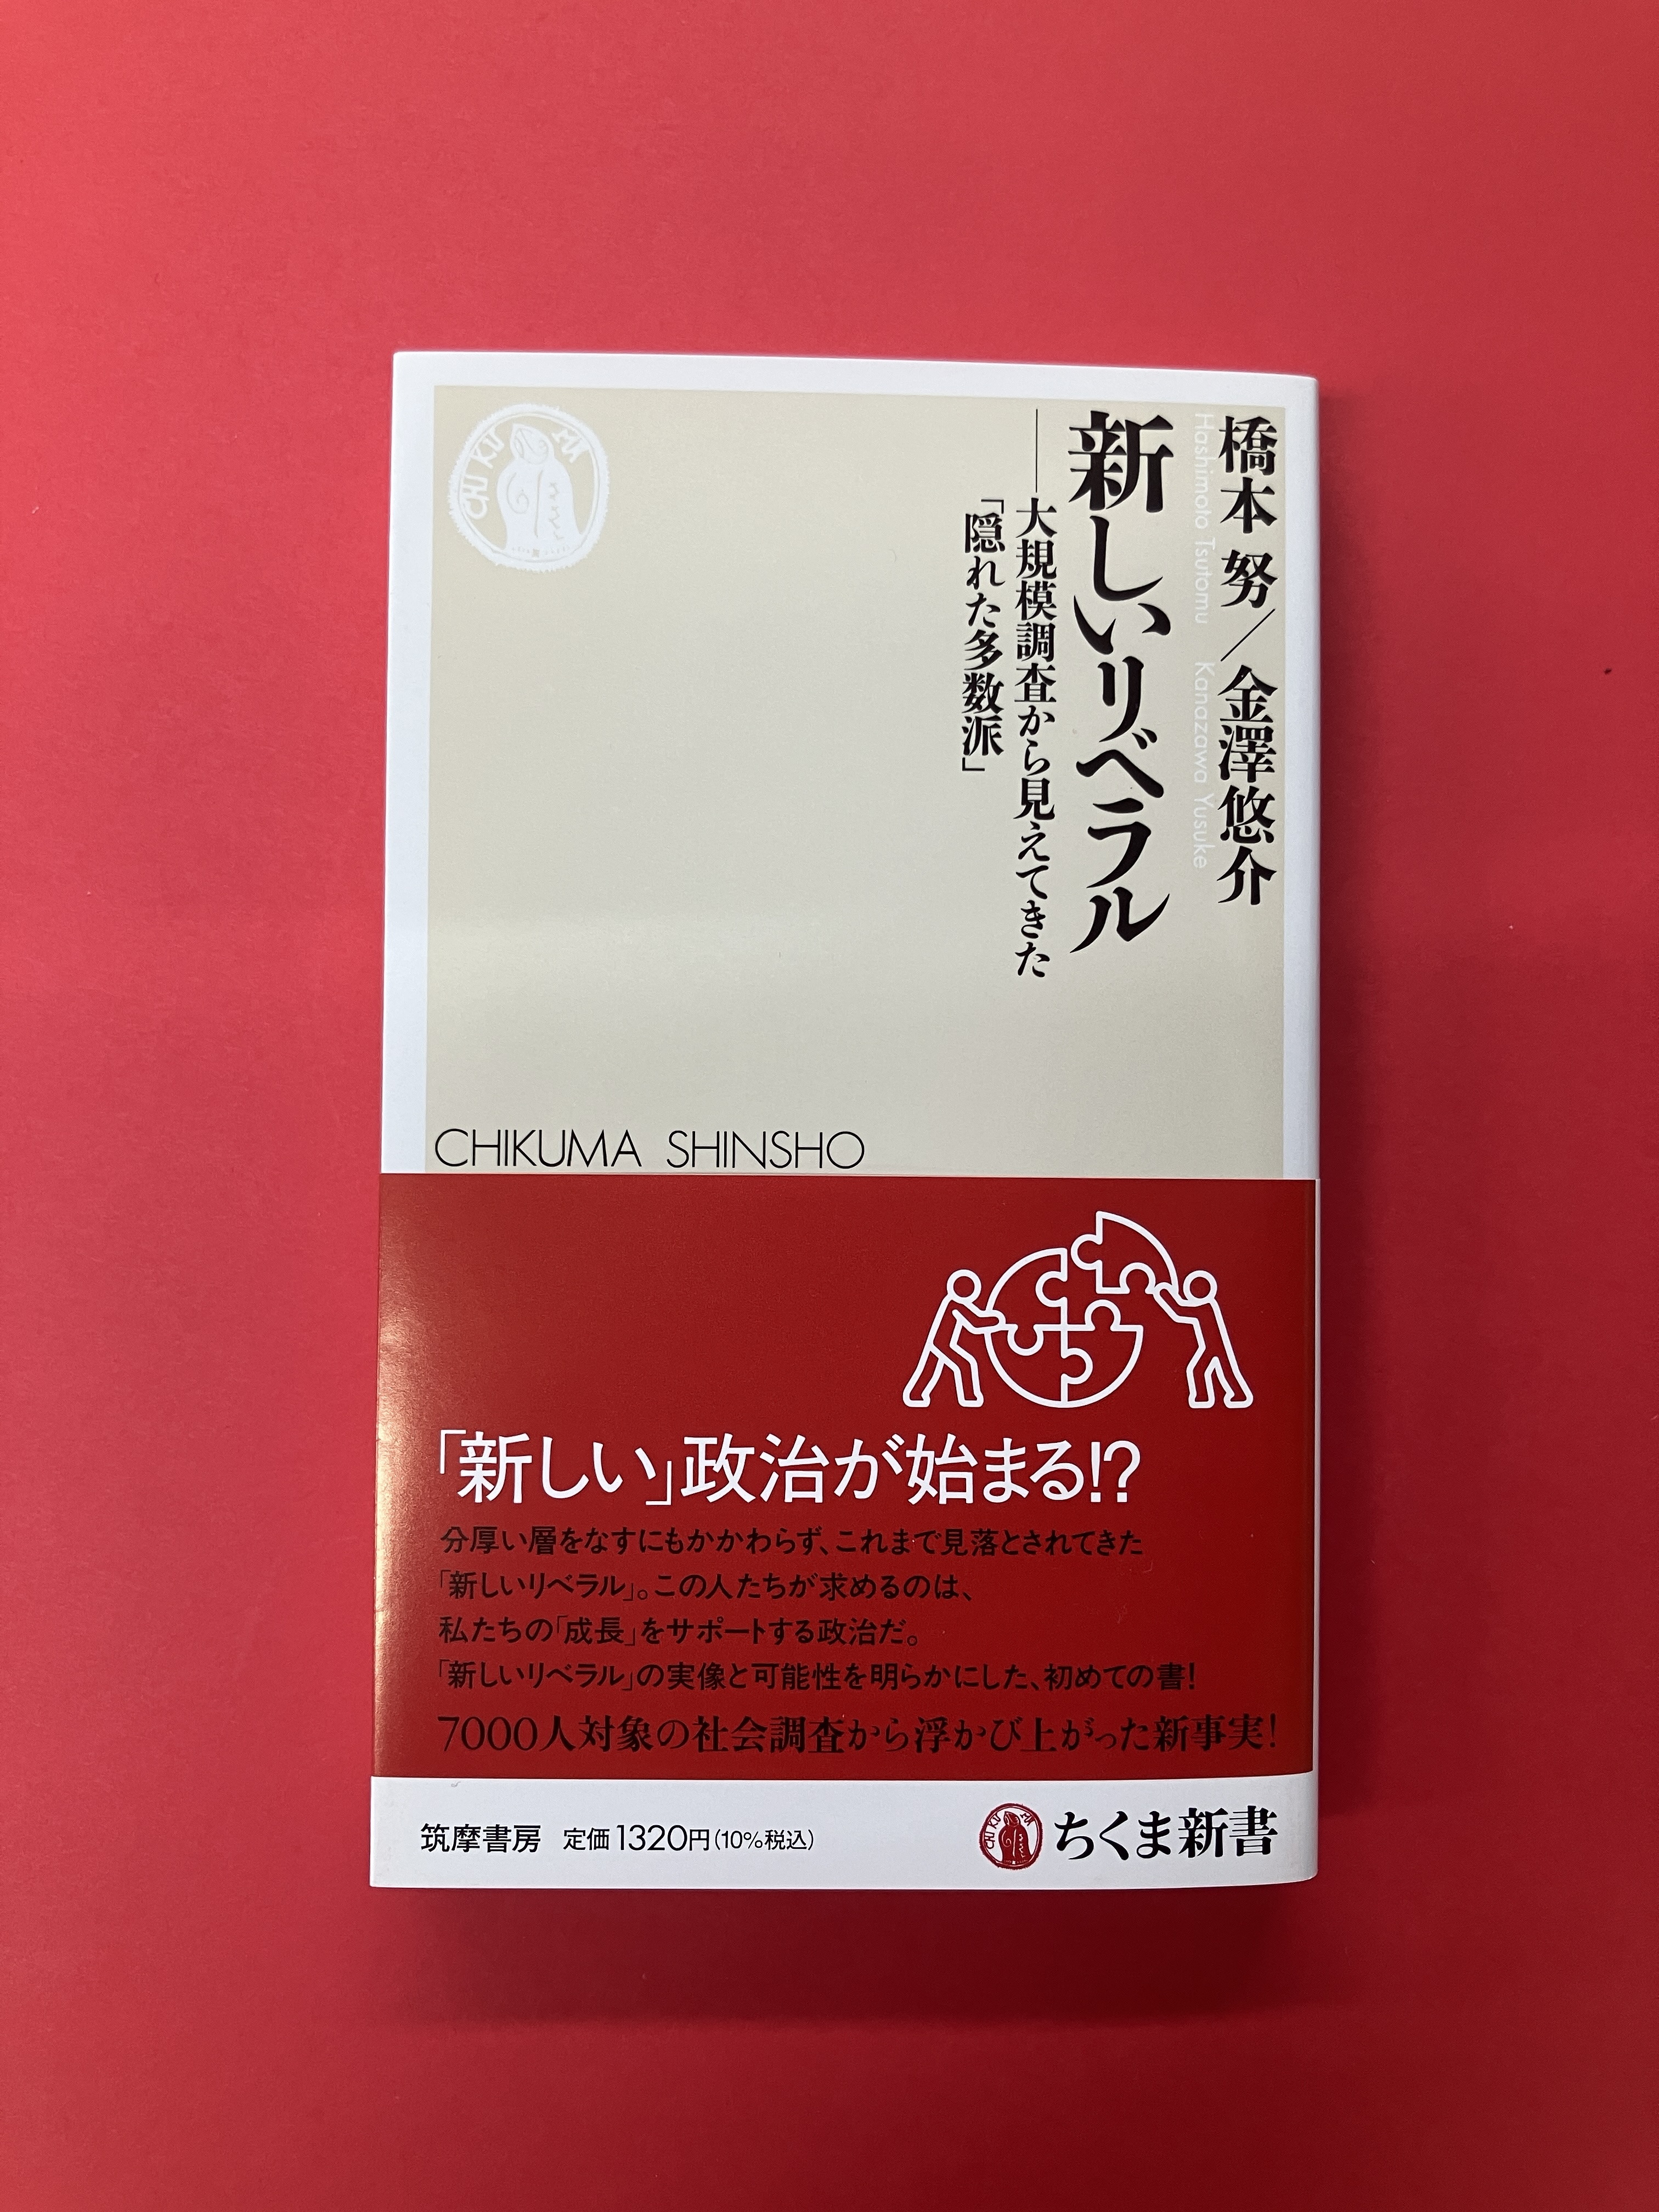 橋本 努／金澤悠介
Hashimoto Tsutomu　Kanazawa Yusuke
新しいリベラル
──大規模調査から見えてきた
「隠れた多数派」
CHIKUMA
CHIKUMA SHINSHO
「新しい」政治が始まる!?
分厚い層をなすにもかかわらず、これまで見落とされてきた
「新しいリベラル」。この人たちが求めるのは、
私たちの「成長」をサポートする政治だ。
「新しいリベラル」の実像と可能性を明らかにした、初めての書！
7000人対象の社会調査から浮かび上がった新事実！
筑摩書房　定価1320円(10%税込)
CHIKUMA
ちくま新書